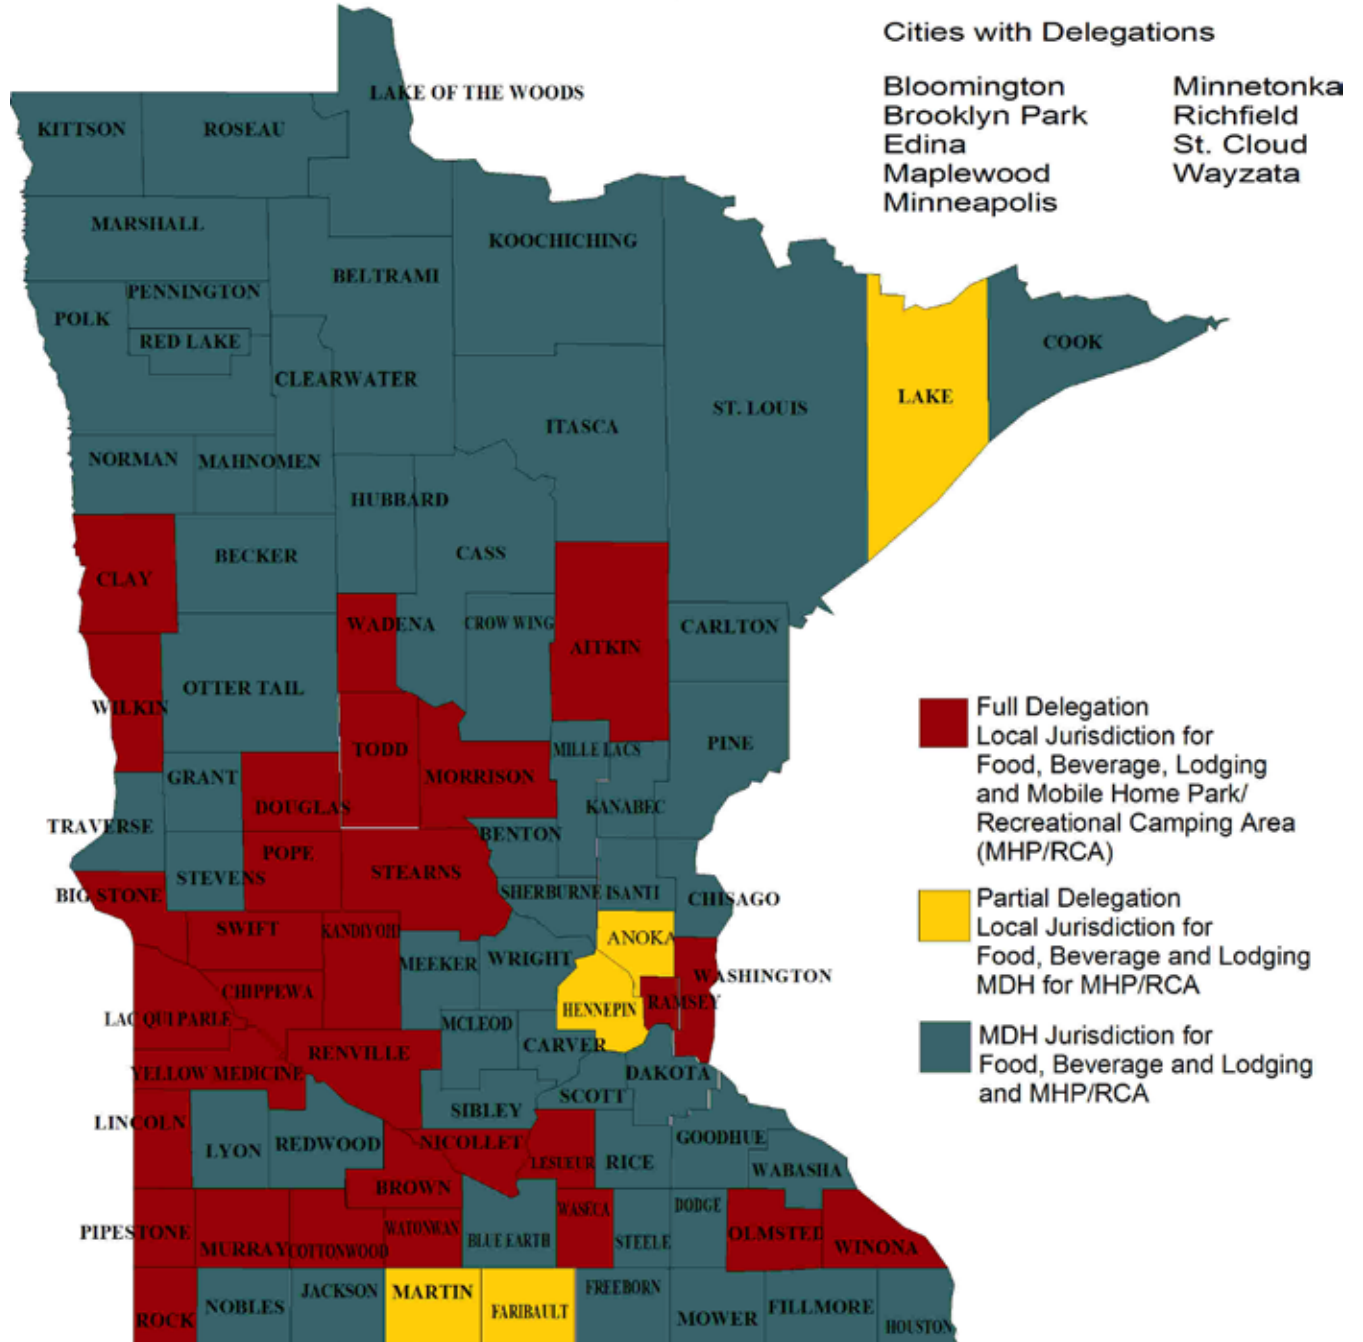 Cities with Delegations
Bloomington
Brooklyn Park
Edina
Maplewood
Minneapolis
Minnetonka
Richfield
St. Cloud
Wayzata
LAKE OF THE WOODS
KITTSON
ROSEAU
MARSHALL
KOOCHICHING
BELTRAMI
PENNINGTON
POLK
RED LAKE
COOK
CLEARWATER
LAKE
ST. LOUIS
ITASCA
NORMAN
MAHNOMEN
HUBBARD
CASS
BECKER
CLAY
WADENA
CROW WING
CARLTON
AITKIN
OTTER TAIL
WILKIN
TODD
MILLE LACS
PINE
GRANT
MORRISON
DOUGLAS
KANABEC
TRAVERSE
BENTON
POPE
STEARNS
STEVENS
BIG STONE
SHERBURNE
ISANTI
CHISAGO
SWIFT
KANDIYOHI
ANOKA
MEEKER
WRIGHT
WASHINGTON
CHIPPEWA
RAMSEY
HENNEPIN
LAC QUI PARLE
MCLEOD
RENVILLE
CARVER
YELLOW MEDICINE
DAKOTA
SCOTT
SIBLEY
LINCOLN
LYON
REDWOOD
NICOLLET
GOODHUE
LESUEUR
RICE
WABASHA
BROWN
WASECA
DODGE
PIPESTONE
MURRAY
COTTONWOOD
WATONWAN
BLUE EARTH
STEELE
OLMSTED
WINONA
ROCK
NOBLES
JACKSON
MARTIN
FARIBAULT
FREEBORN
MOWER
FILLMORE
HOUSTON
Full Delegation
Local Jurisdiction for
Food, Beverage, Lodging
and Mobile Home Park/
Recreational Camping Area
(MHP/RCA)
Partial Delegation
Local Jurisdiction for
Food, Beverage and Lodging
MDH for MHP/RCA
MDH Jurisdiction for
Food, Beverage and Lodging
and MHP/RCA